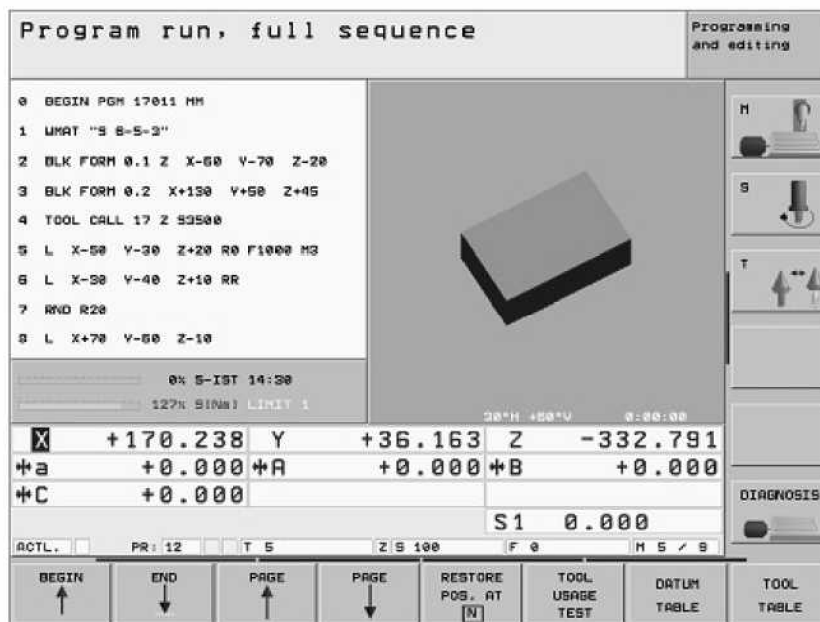 Program run, full sequence
Programming
and editing
0 BEGIN PGM 17011 MM
1 WMAT "S 6-5-3"
2 BLK FORM 0.1 Z X-60 Y-70 Z-20
3 BLK FORM 0.2 X+130 Y+50 Z+45
4 TOOL CALL 17 Z S3500
5 L X-50 Y-30 Z+20 R0 F1000 M3
6 L X-30 Y-40 Z+10 RR
7 RND R20
8 L X+70 Y-60 Z-10
0% S-IST 14:30
127% S[Nm] LIMIT 1
30°H +60°V 0:00:00
M
S
T
DIAGNOSIS
X +170.238 Y +36.163 Z -332.791
a +0.000 A +0.000 B +0.000
C +0.000
S1 0.000
ACTL. PR: 12 T 5 Z S 100 F 0 M 5 / 9
BEGIN
END
PAGE
PAGE
RESTORE
POS. AT
N
TOOL
USAGE
TEST
DATUM
TABLE
TOOL
TABLE